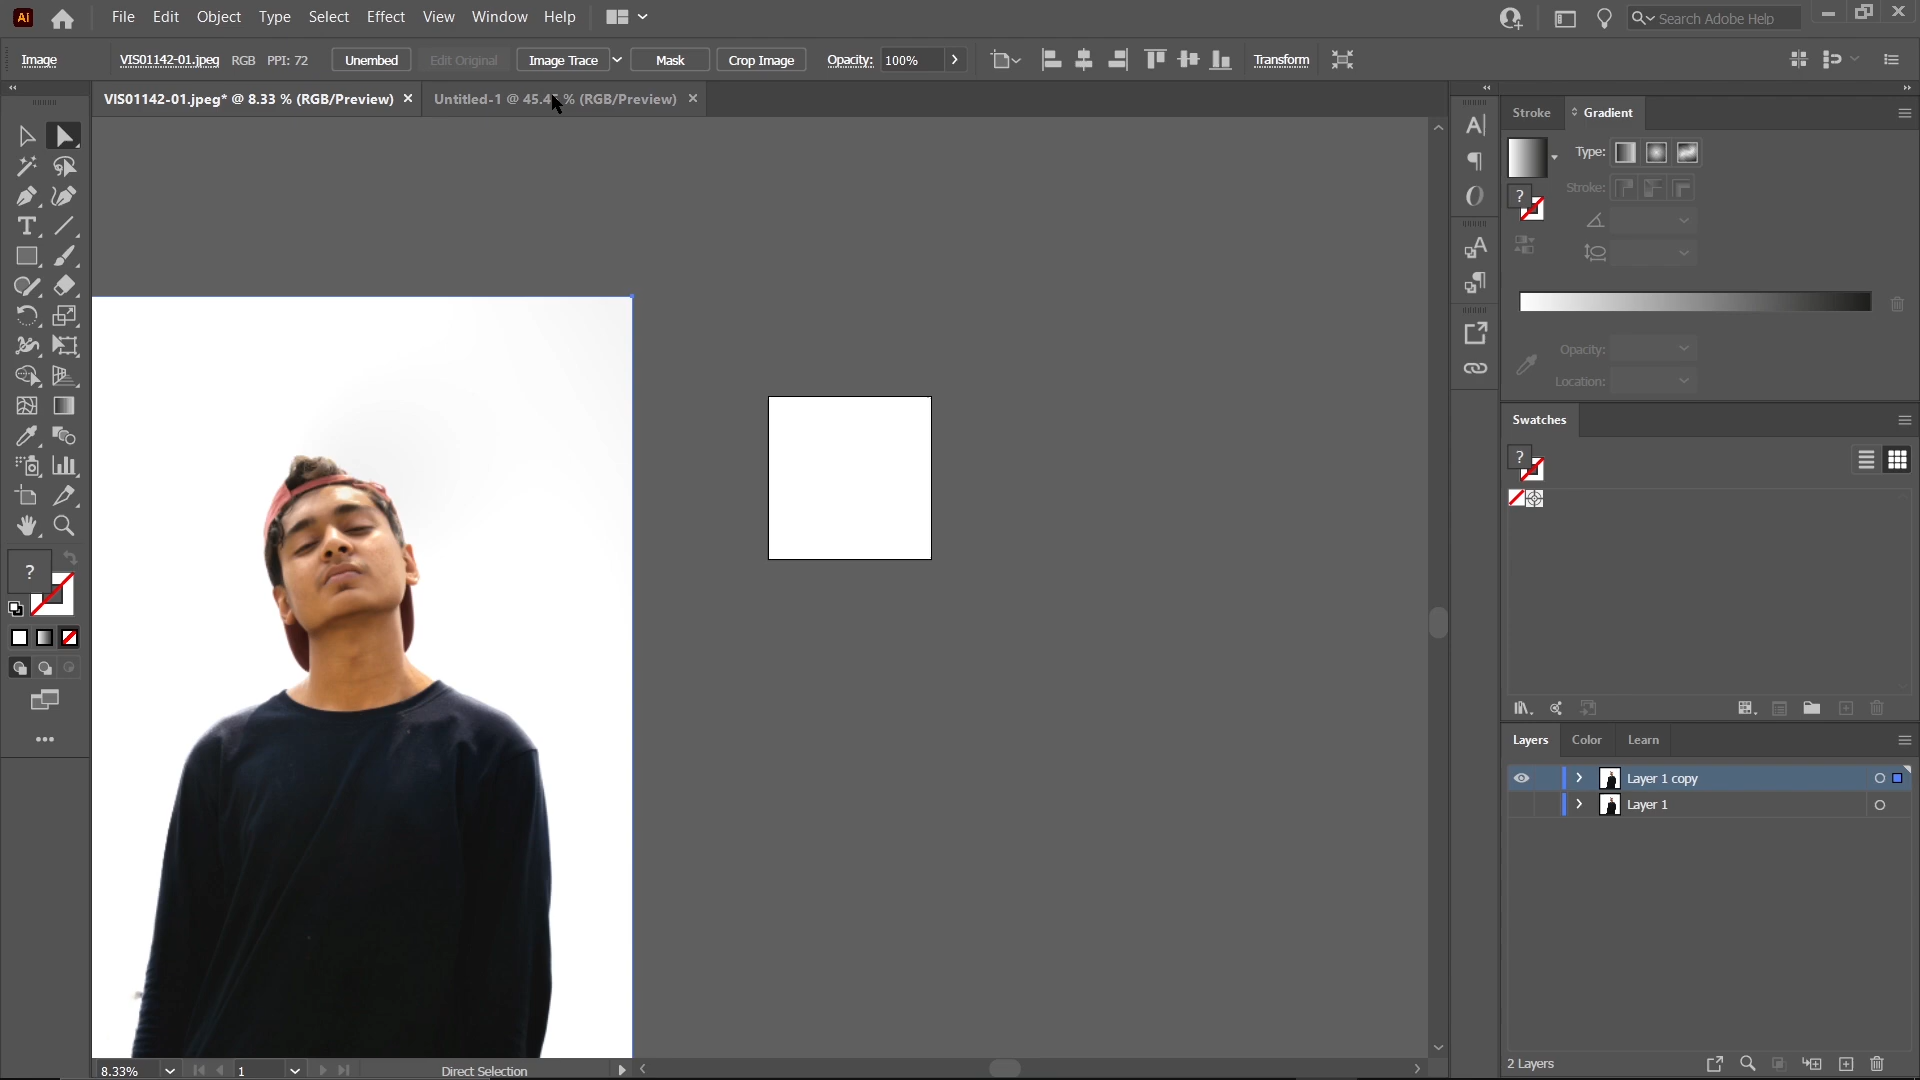 Ai File Edit Object Type Select Effect View Window Help Search Adobe Help
Image VIS01142-01.jpeg RGB PPI: 72 Unembed Edit Original Image Trace Mask Crop Image Opacity: 100% Transform
VIS01142-01.jpeg* @ 8.33 % (RGB/Preview) Untitled-1 @ % (RGB/Preview)
Stroke Gradient
Type:
Stroke:
?
Opacity:
Location:
Swatches
?
?
Layers Color Learn
Layer 1 copy
Layer 1
2 Layers
8.33% 1 Direct Selection